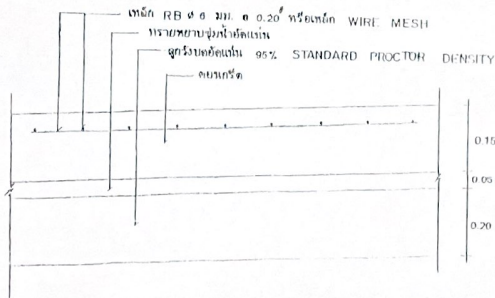 เหล็ก RB ø 6 มม. @ 0.20# หรือเหล็ก WIRE MESH
ทรายหยาบชุ่มน้ำอัดแน่น
ลูกรังบดอัดแน่น 95% STANDARD PROCTOR DENSITY
คอนกรีต
0.15
0.05
0.20